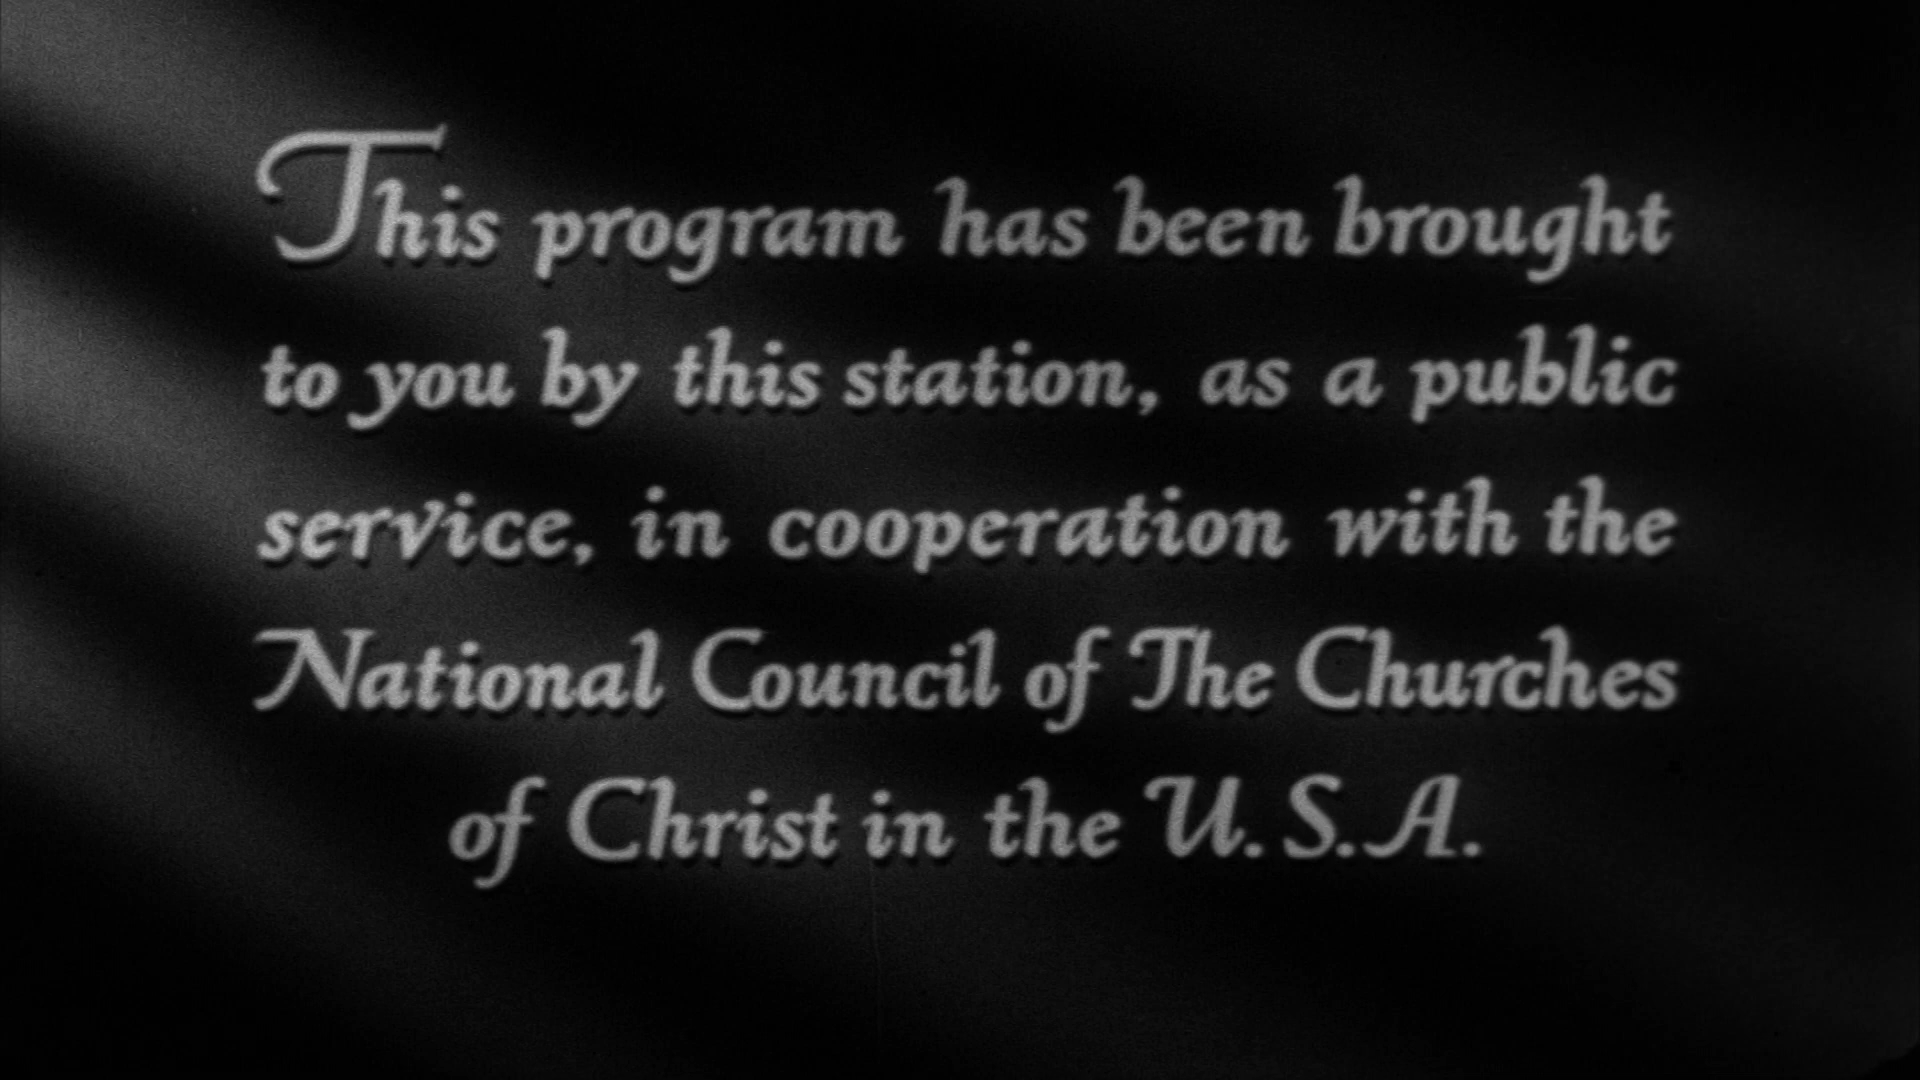 This program has been brought
to you by this station, as a public
service, in cooperation with the
National Council of The Churches
of Christ in the U.S.A.